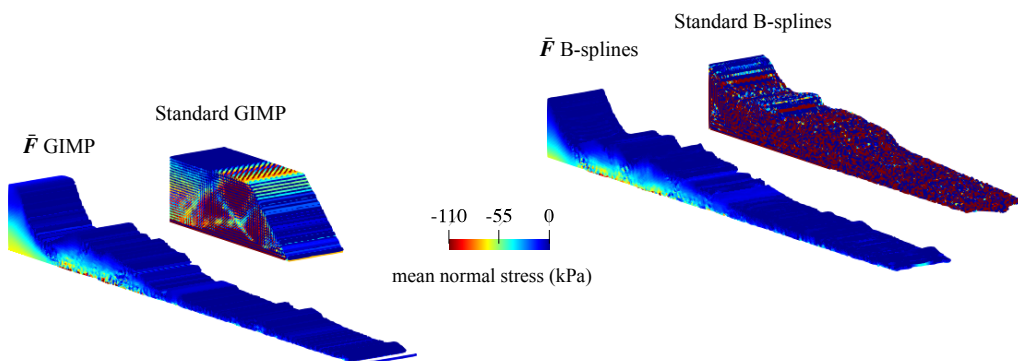 Standard B-splines
F̄ B-splines
Standard GIMP
F̄ GIMP
-110 -55 0
mean normal stress (kPa)